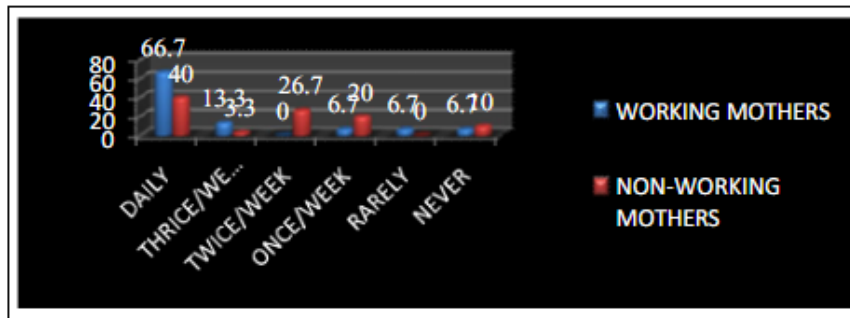 66.7
80
60
40
20
0
40
13.3
3.3
0
26.7
6.7
20
6.7
0
6.7
10
DAILY
THRICE/WE...
TWICE/WEEK
ONCE/WEEK
RARELY
NEVER
WORKING MOTHERS
NON-WORKING
MOTHERS